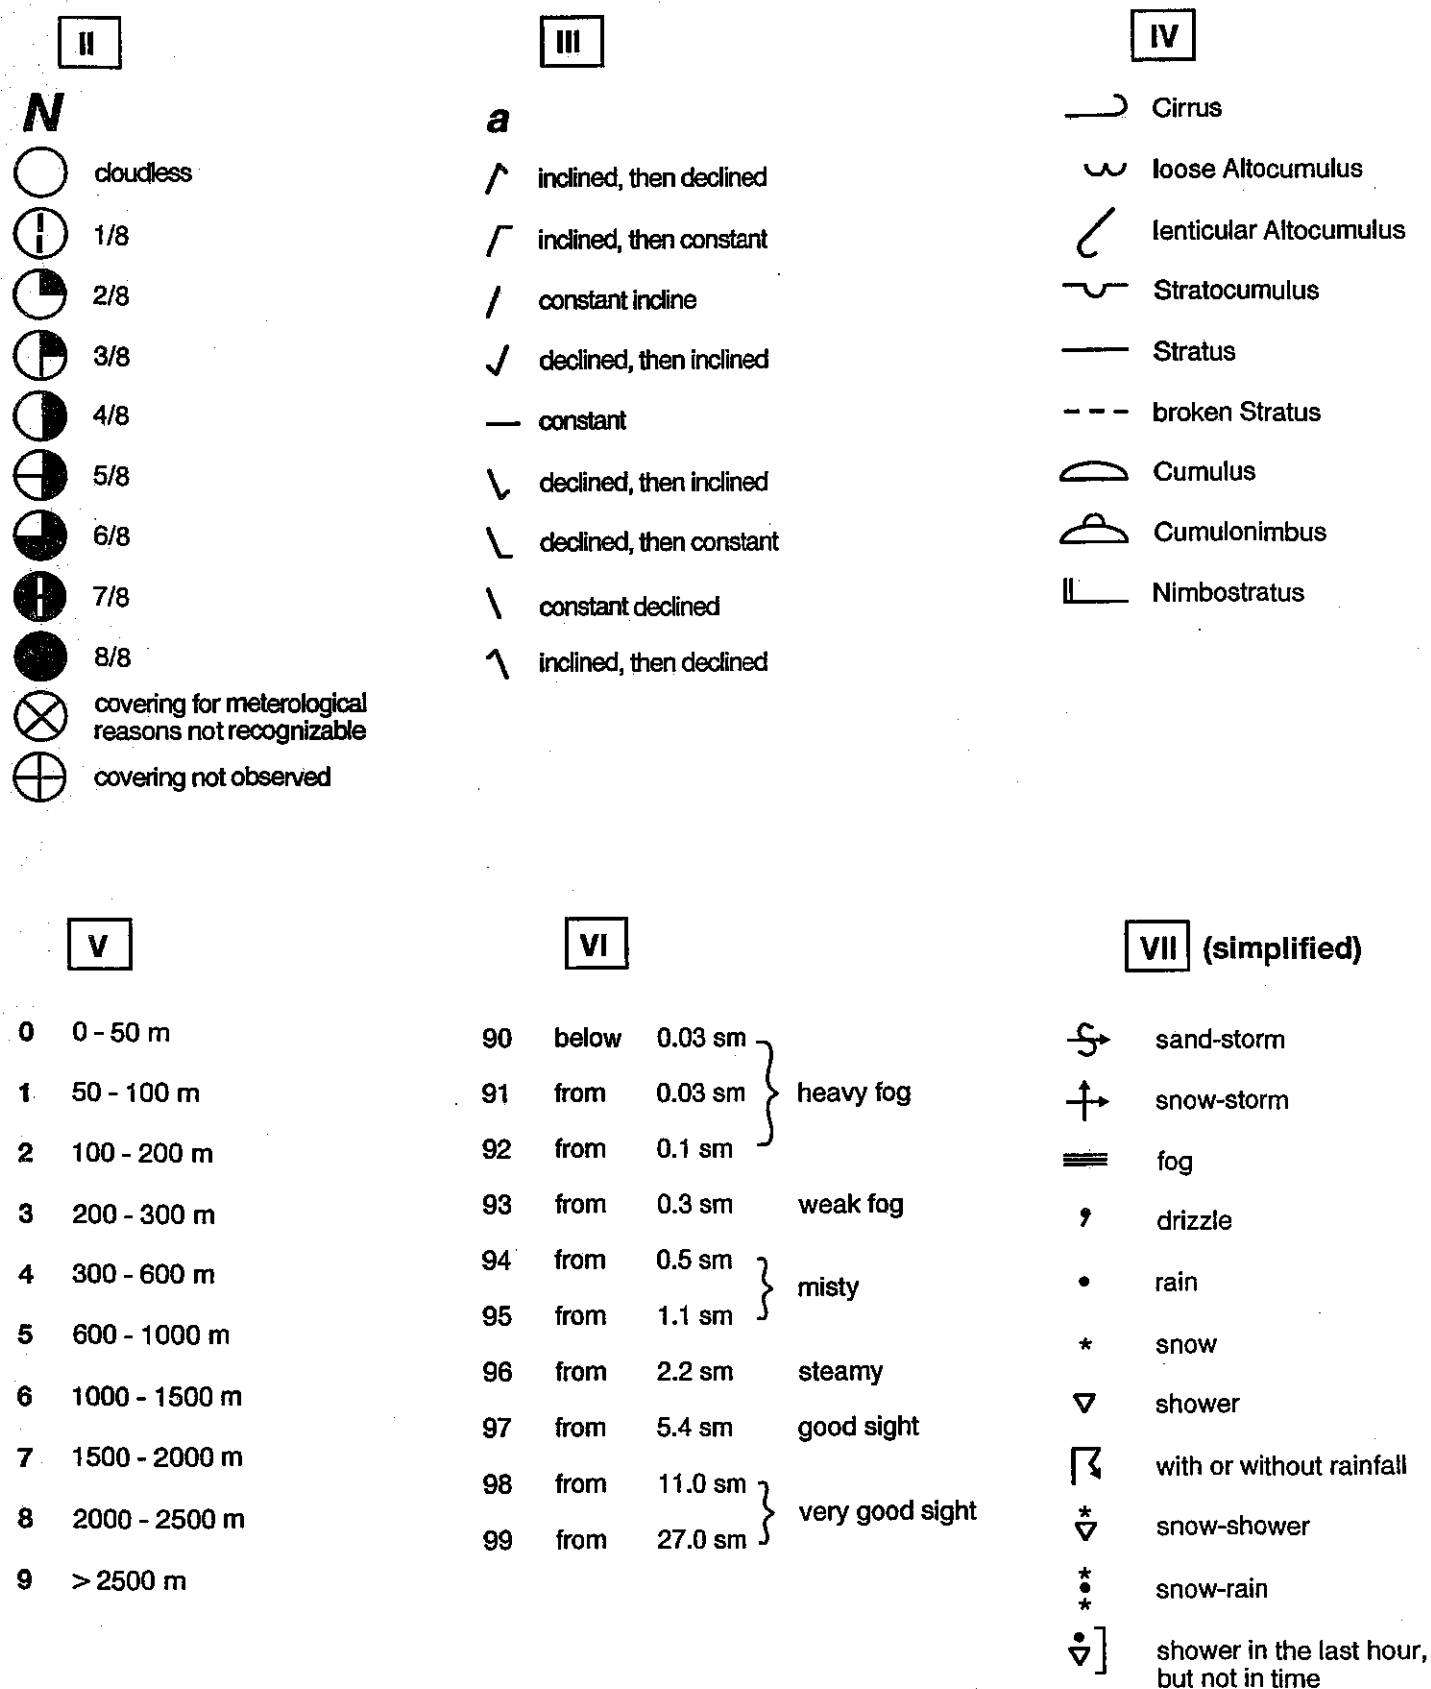 II
N
cloudless
1/8
2/8
3/8
4/8
5/8
6/8
7/8
8/8
covering for meterological
reasons not recognizable
covering not observed
III
a
inclined, then declined
inclined, then constant
constant incline
declined, then inclined
constant
declined, then inclined
declined, then constant
constant declined
inclined, then declined
IV
Cirrus
loose Altocumulus
lenticular Altocumulus
Stratocumulus
Stratus
broken Stratus
Cumulus
Cumulonimbus
Nimbostratus
V
0 0 - 50 m
1 50 - 100 m
2 100 - 200 m
3 200 - 300 m
4 300 - 600 m
5 600 - 1000 m
6 1000 - 1500 m
7 1500 - 2000 m
8 2000 - 2500 m
9 > 2500 m
VI
90 below 0.03 sm
91 from 0.03 sm heavy fog
92 from 0.1 sm
93 from 0.3 sm weak fog
94 from 0.5 sm
misty
95 from 1.1 sm
96 from 2.2 sm steamy
97 from 5.4 sm good sight
98 from 11.0 sm
very good sight
99 from 27.0 sm
VII (simplified)
sand-storm
snow-storm
fog
drizzle
rain
snow
shower
with or without rainfall
snow-shower
snow-rain
shower in the last hour,
but not in time